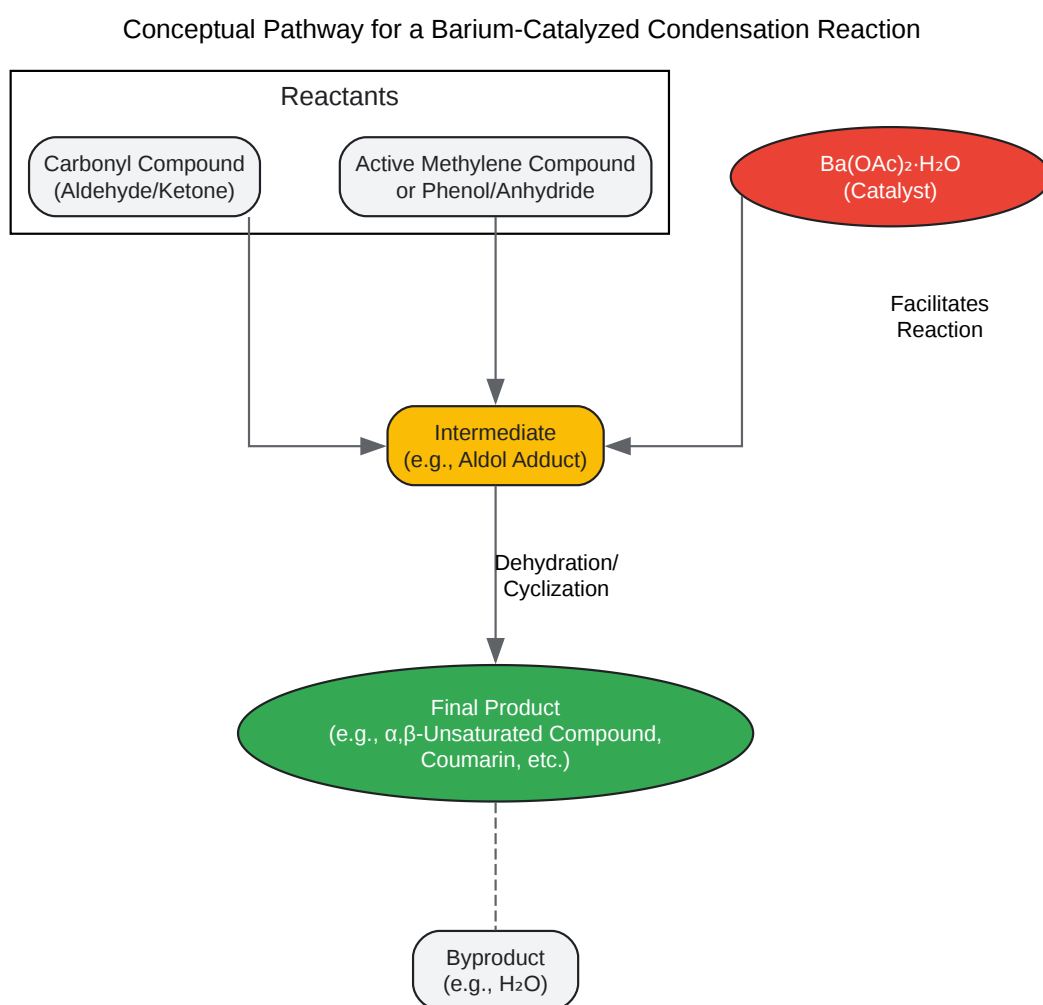 Conceptual Pathway for a Barium-Catalyzed Condensation Reaction
Reactants
Carbonyl Compound
(Aldehyde/Ketone)
Active Methylene Compound
or Phenol/Anhydride
Ba(OAc)₂·H₂O
(Catalyst)
Facilitates
Reaction
Intermediate
(e.g., Aldol Adduct)
Dehydration/
Cyclization
Final Product
(e.g., α,β-Unsaturated Compound,
Coumarin, etc.)
Byproduct
(e.g., H₂O)